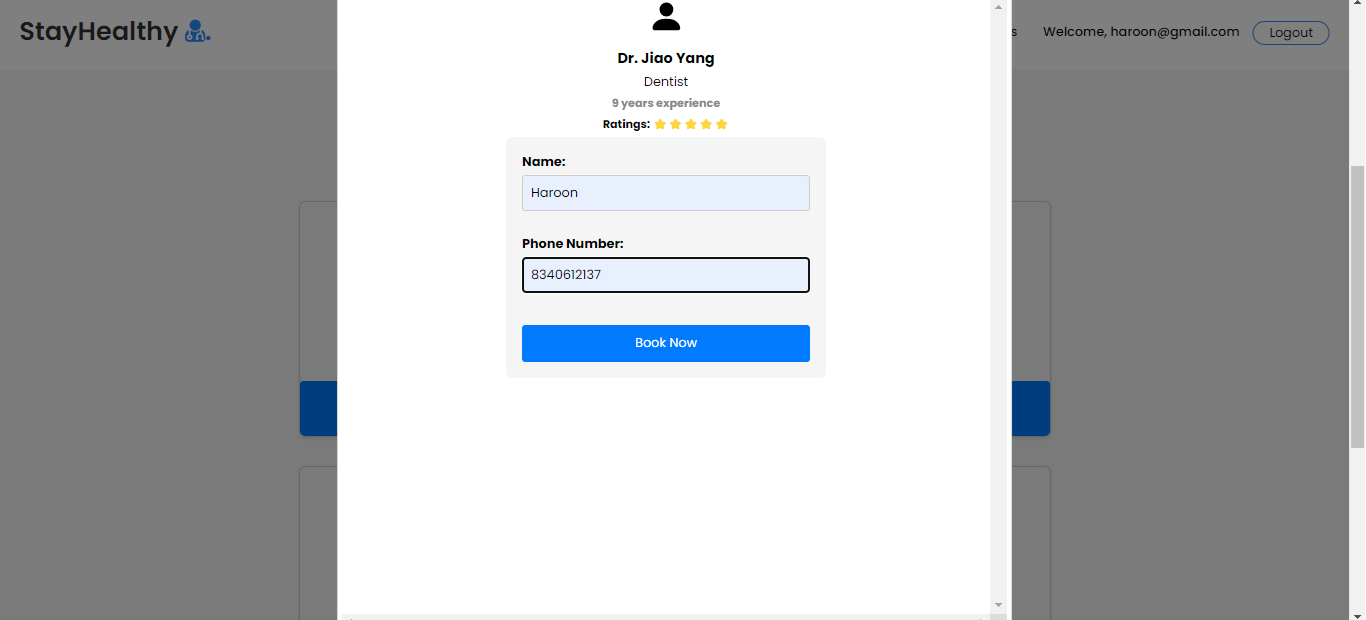 StayHealthy
s
Welcome, haroon@gmail.com
Logout
Dr. Jiao Yang
Dentist
9 years experience
Ratings:
Name:
Haroon
Phone Number:
8340612137
Book Now